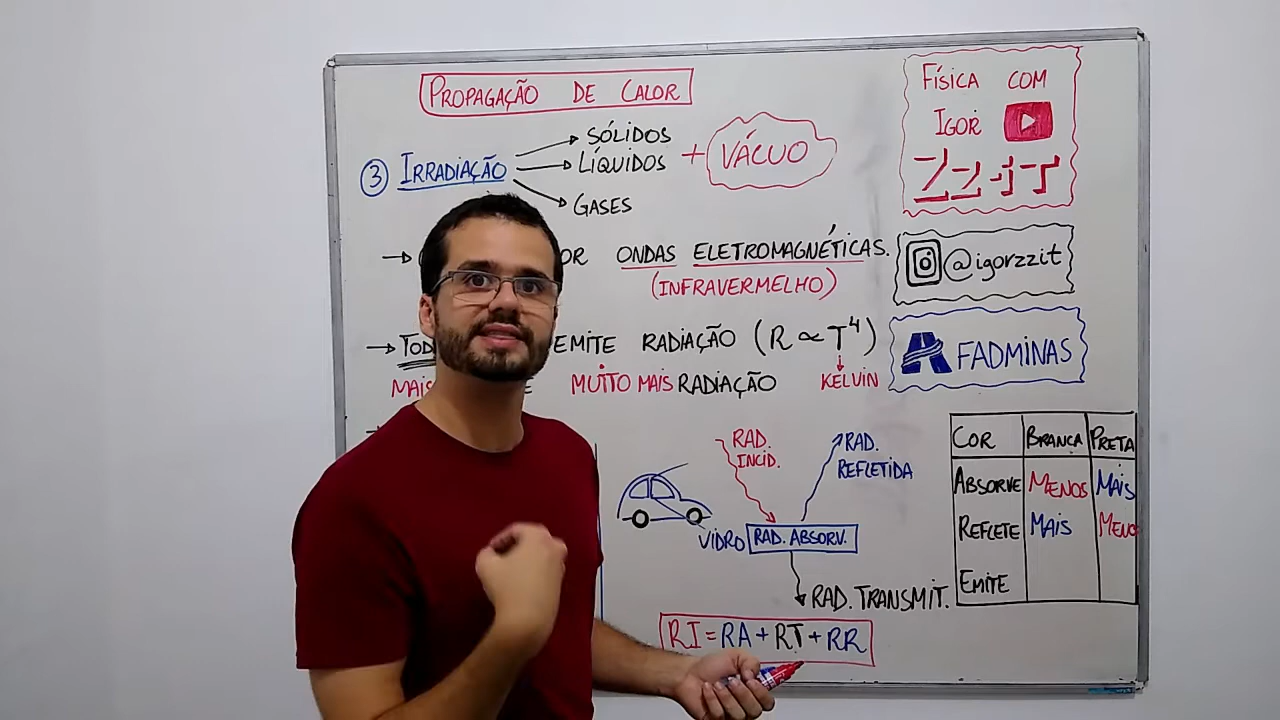 PROPAGAÇÃO DE CALOR
③ IRRADIAÇÃO
SÓLIDOS
LÍQUIDOS
GASES
+ VÁCUO
OR ONDAS ELETROMAGNÉTICAS.
(INFRAVERMELHO)
→ TOD EMITE RADIAÇÃO (R ∝ T⁴)
KELVIN
MAIS MUITO MAIS RADIAÇÃO
RAD. INCID.
RAD. REFLETIDA
VIDRO
RAD. ABSORV.
RAD. TRANSMIT.
RI = RA + RT + RR
FÍSICA COM
IGOR
@igorzzit
FADMINAS
COR BRANCA PRETA
ABSORVE MENOS MAIS
REFLETE MAIS MENO
EMITE